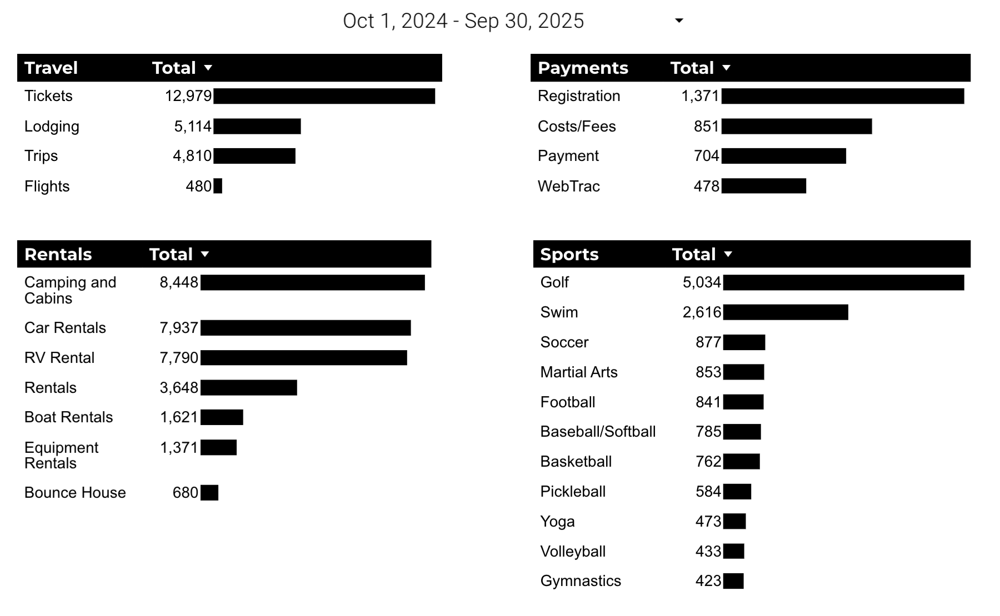 Oct 1, 2024 - Sep 30, 2025
Travel Total
Tickets 12,979
Lodging 5,114
Trips 4,810
Flights 480
Payments Total
Registration 1,371
Costs/Fees 851
Payment 704
WebTrac 478
Rentals Total
Camping and 8,448
Cabins
Car Rentals 7,937
RV Rental 7,790
Rentals 3,648
Boat Rentals 1,621
Equipment 1,371
Rentals
Bounce House 680
Sports Total
Golf 5,034
Swim 2,616
Soccer 877
Martial Arts 853
Football 841
Baseball/Softball 785
Basketball 762
Pickleball 584
Yoga 473
Volleyball 433
Gymnastics 423